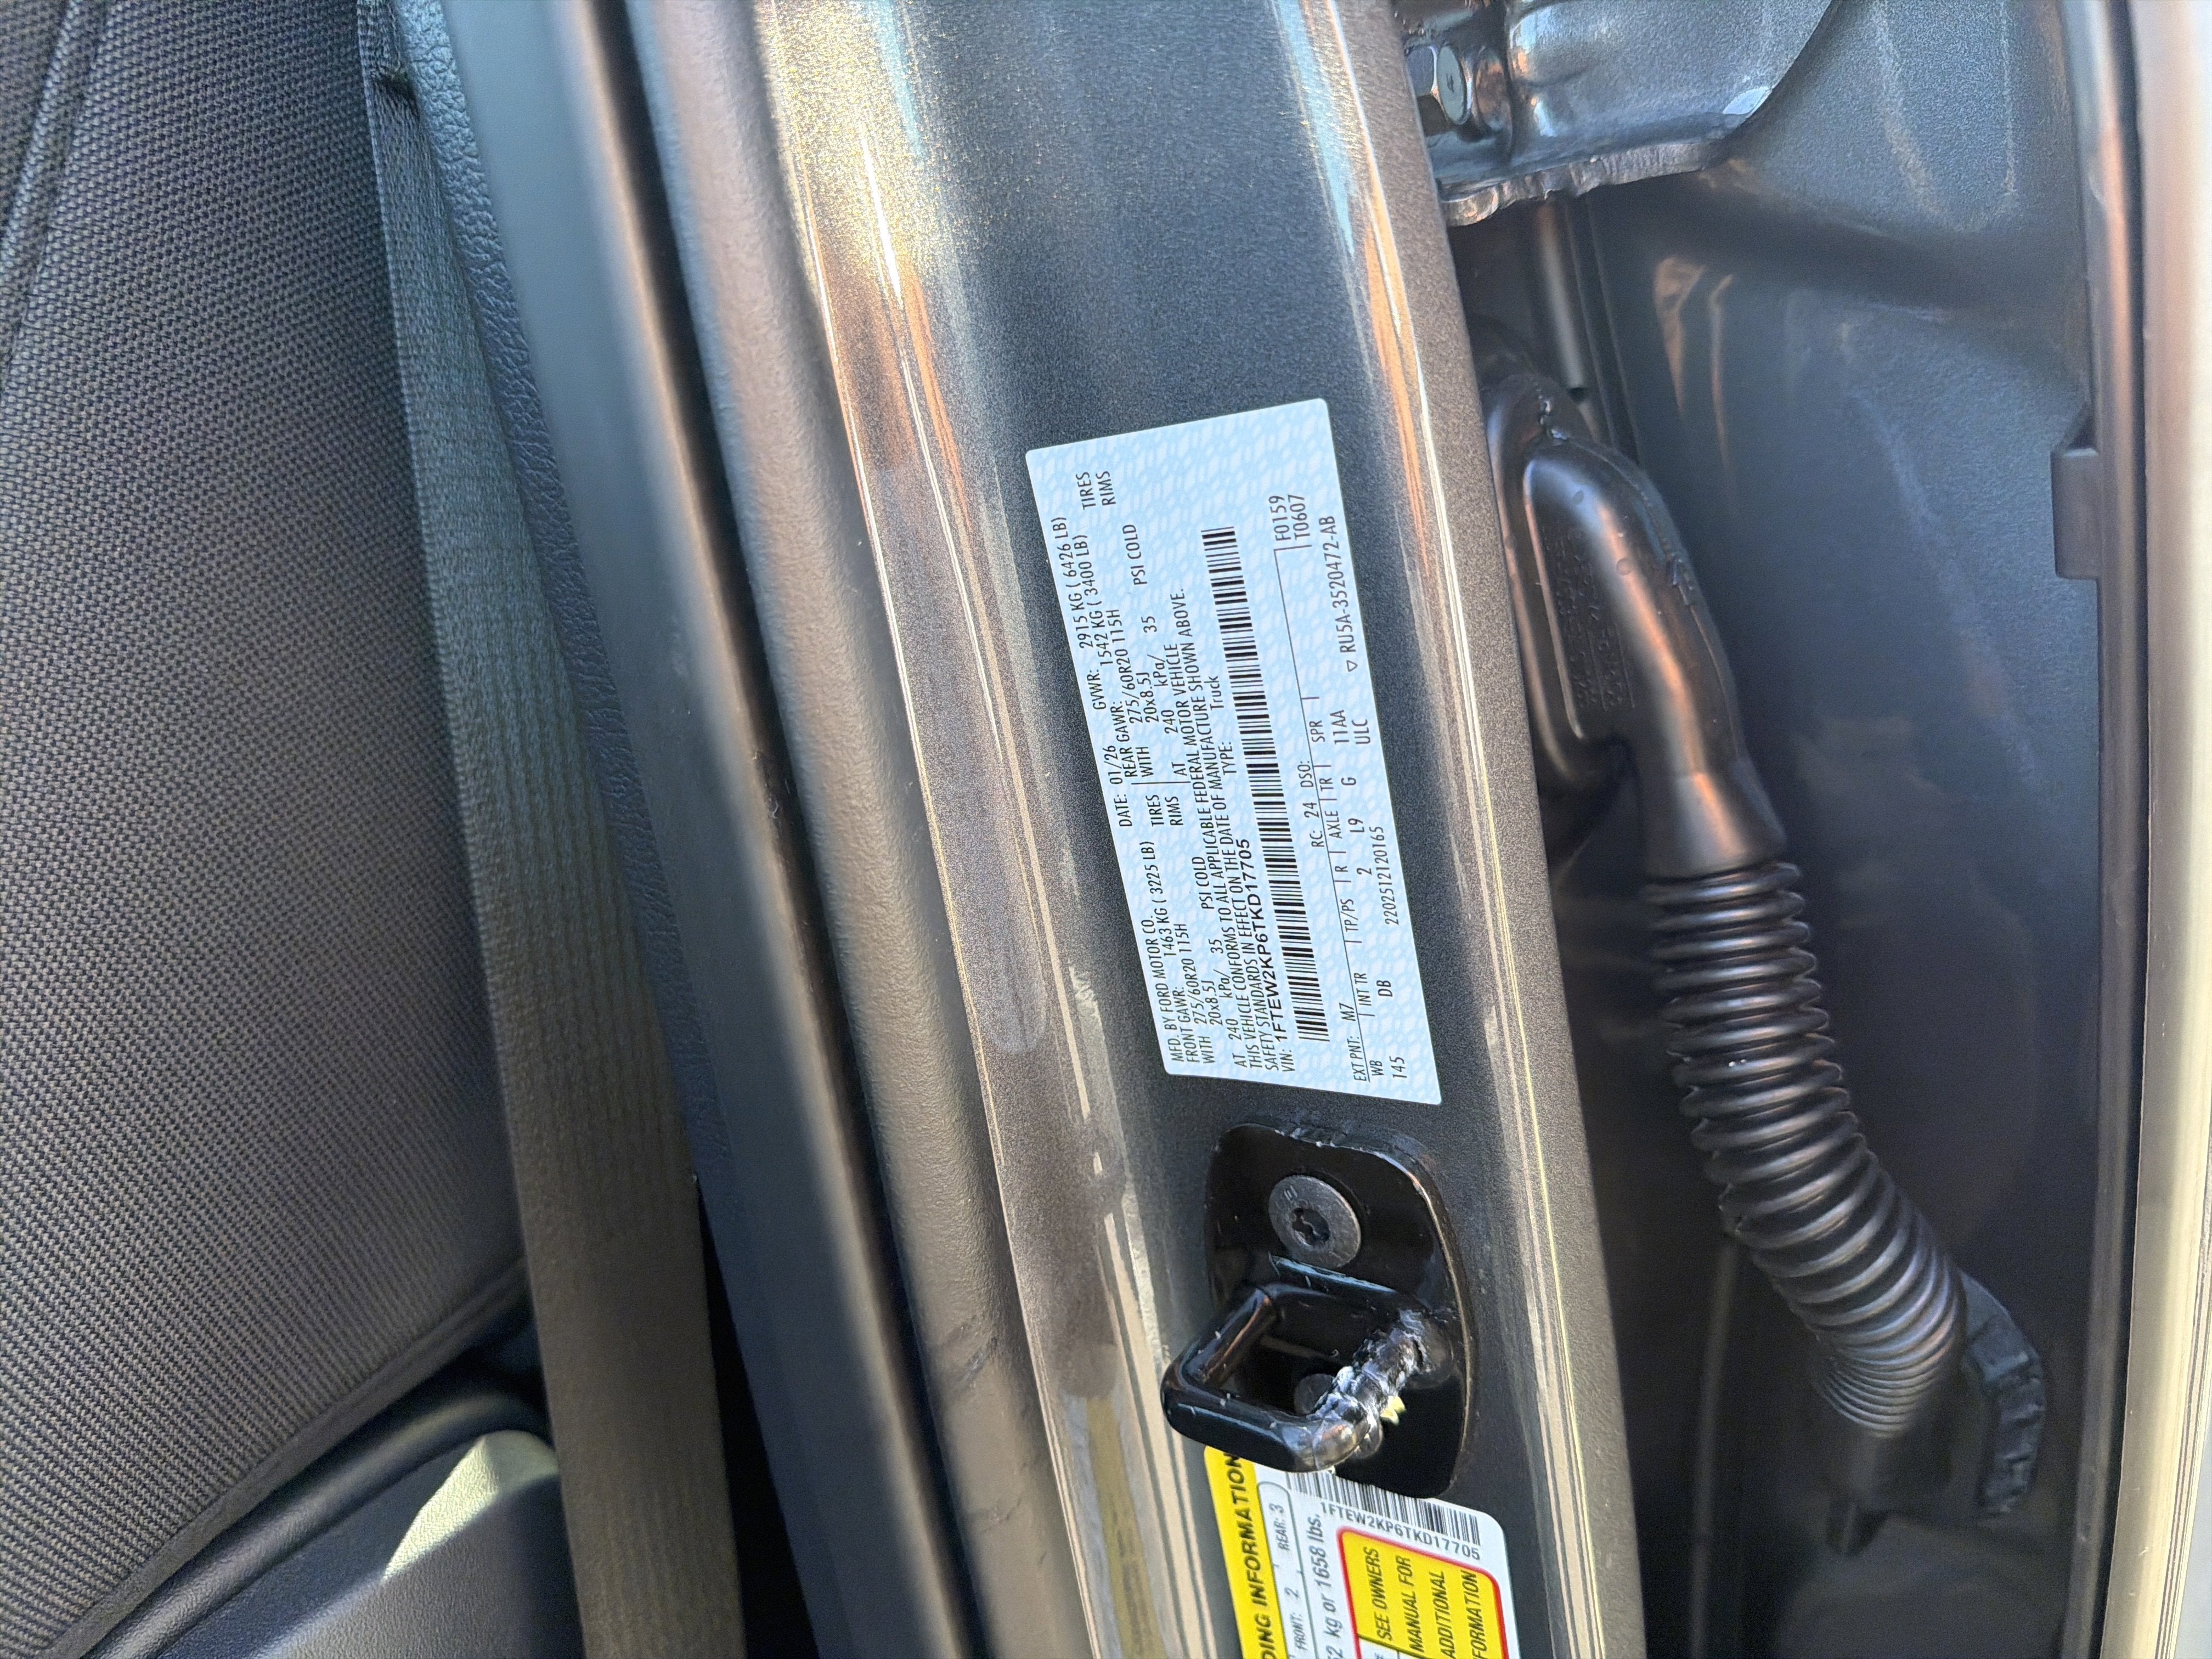 MFD. BY FORD MOTOR CO.
DATE: 01/26 GVWR: 2915 KG ( 6426 LB)
FRONT GAWR: 1463 KG ( 3225 LB) REAR GAWR: 1542 KG ( 3400 LB)
WITH 275/60R20 115H TIRES WITH 275/60R20 115H TIRES
20x8.5J RIMS 20x8.5J RIMS
AT 240 kPa/ 35 PSI COLD AT 240 kPa/ 35 PSI COLD
THIS VEHICLE CONFORMS TO ALL APPLICABLE FEDERAL MOTOR VEHICLE
SAFETY STANDARDS IN EFFECT ON THE DATE OF MANUFACTURE SHOWN ABOVE.
VIN: 1FTEW2KP6TKD17705 TYPE: Truck
F0159
T0607
EXT PNT: M7 RC: 24 DSO:
WB INT TR TP/PS R AXLE TR SPR
145 DB 2 L9 G 11AA
2202512120165 ULC
▽ RU5A-3520472-AB
DING INFORMATION
FRONT: 2 REAR: 3
kg or 1658 lbs.
1FTEW2KP6TKD17705
SEE OWNERS
MANUAL FOR
ADDITIONAL
FORMATION